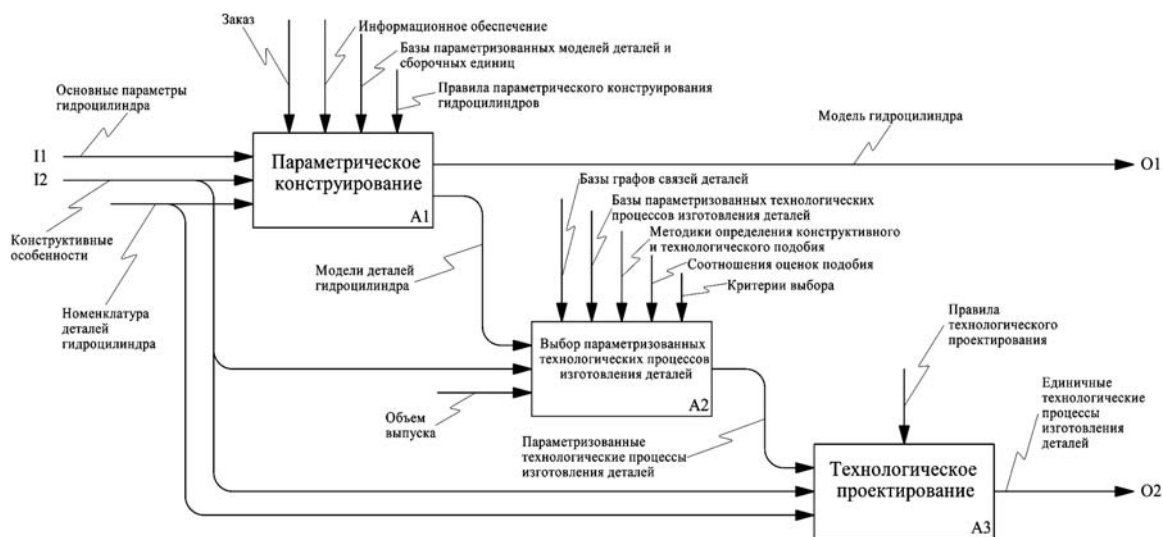 Заказ
Информационное обеспечение
Базы параметризованных моделей деталей и
сборочных единиц
Основные параметры
гидроцилиндра
Правила параметрического конструирования
гидроцилиндров
Модель гидроцилиндра
I1
I2
O1
Параметрическое
конструирование
A1
Базы графов связей деталей
Базы параметризованных технологических
процессов изготовления деталей
Методики определения конструктивного
и технологического подобия
Соотношения оценок подобия
Критерии выбора
Конструктивные
особенности
Модели деталей
гидроцилиндра
Номенклатура
деталей
гидроцилиндра
Правила
технологического
проектирования
Выбор параметризованных
технологических процессов
изготовления деталей
A2
Объем
выпуска
Параметризованные
технологические процессы
изготовления деталей
Единичные
технологические
процессы
изготовления
деталей
Технологическое
проектирование
A3
O2